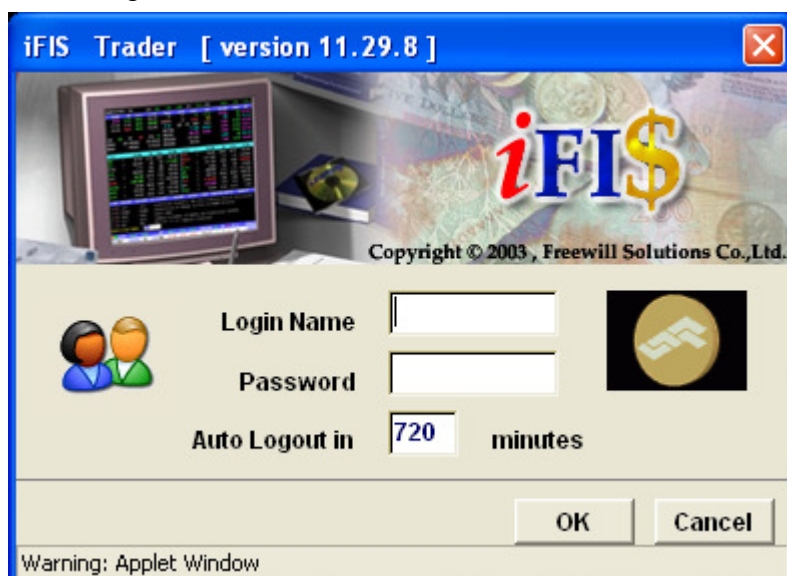 iFIS Trader [ version 11.29.8 ]
iFI$
Copyright © 2003 , Freewill Solutions Co.,Ltd.
Login Name
Password
Auto Logout in 720 minutes
OK Cancel
Warning: Applet Window